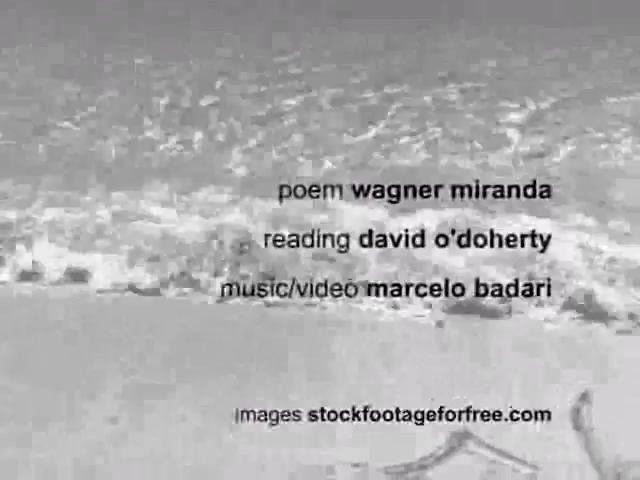 poem wagner miranda
reading david o'doherty
music/video marcelo badari
images stockfootageforfree.com